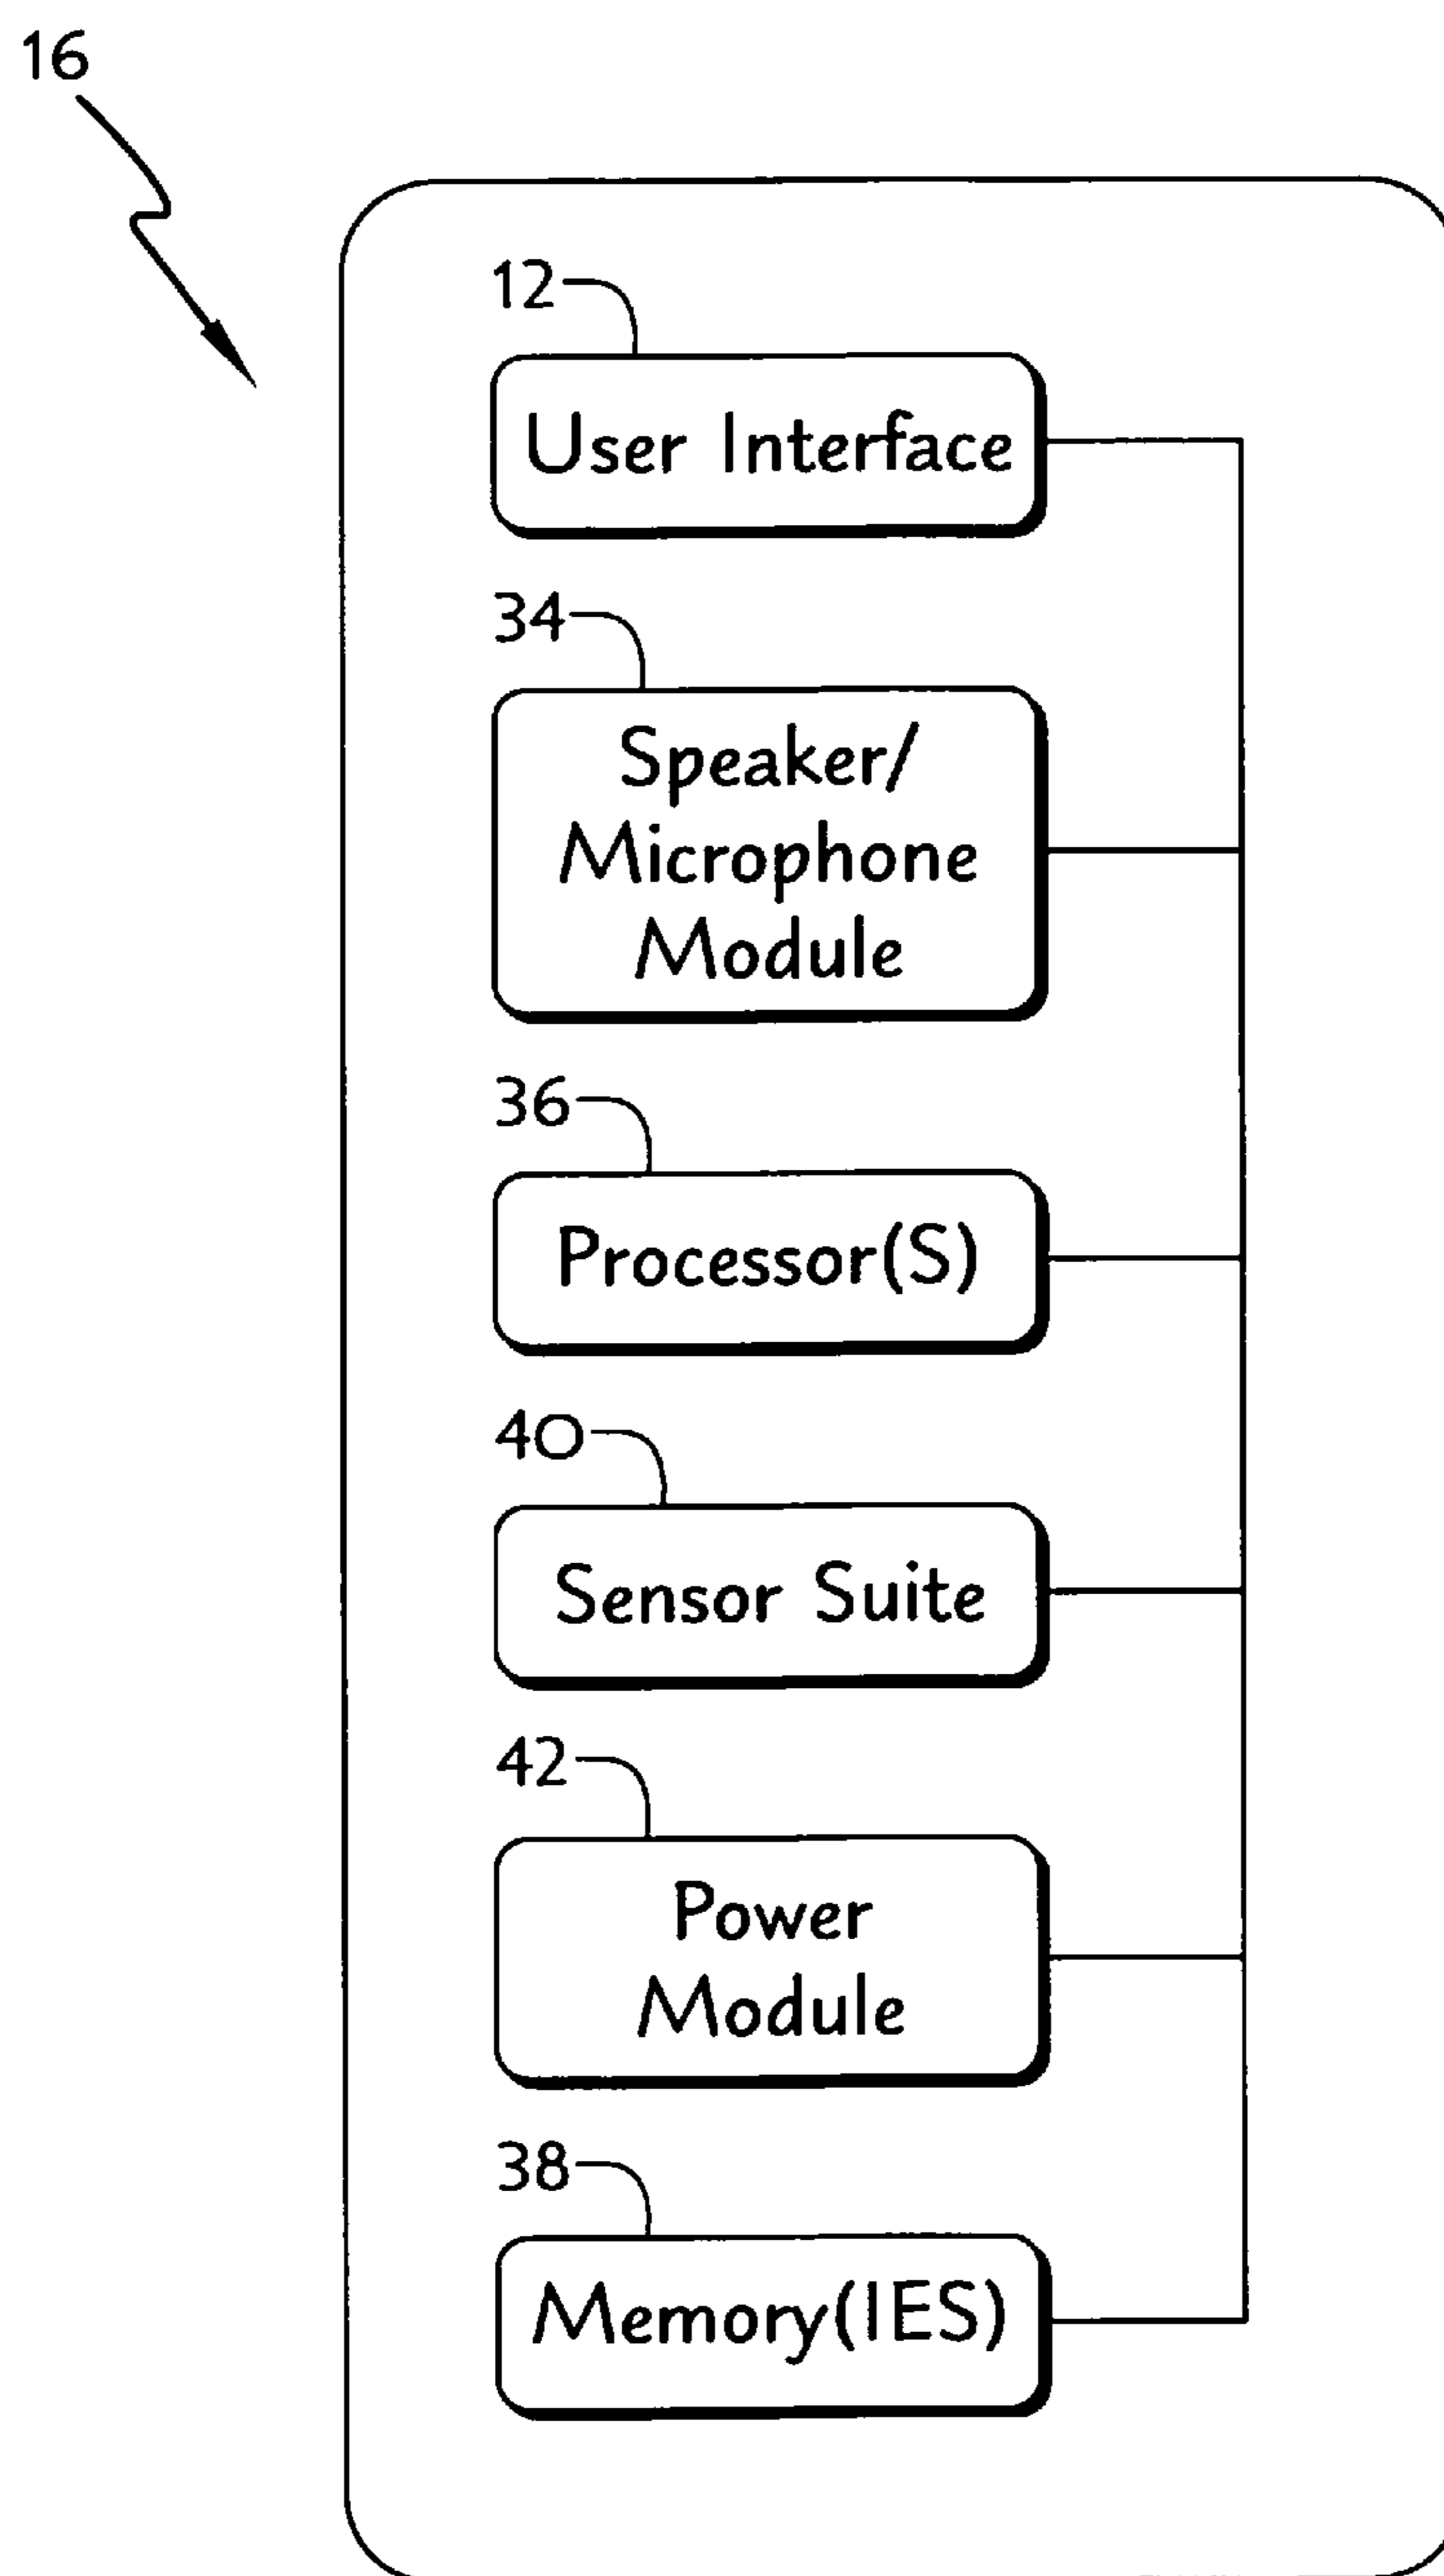 16
12
User Interface
34
Speaker/
Microphone
Module
36
Processor(S)
40
Sensor Suite
42
Power
Module
38
Memory(IES)